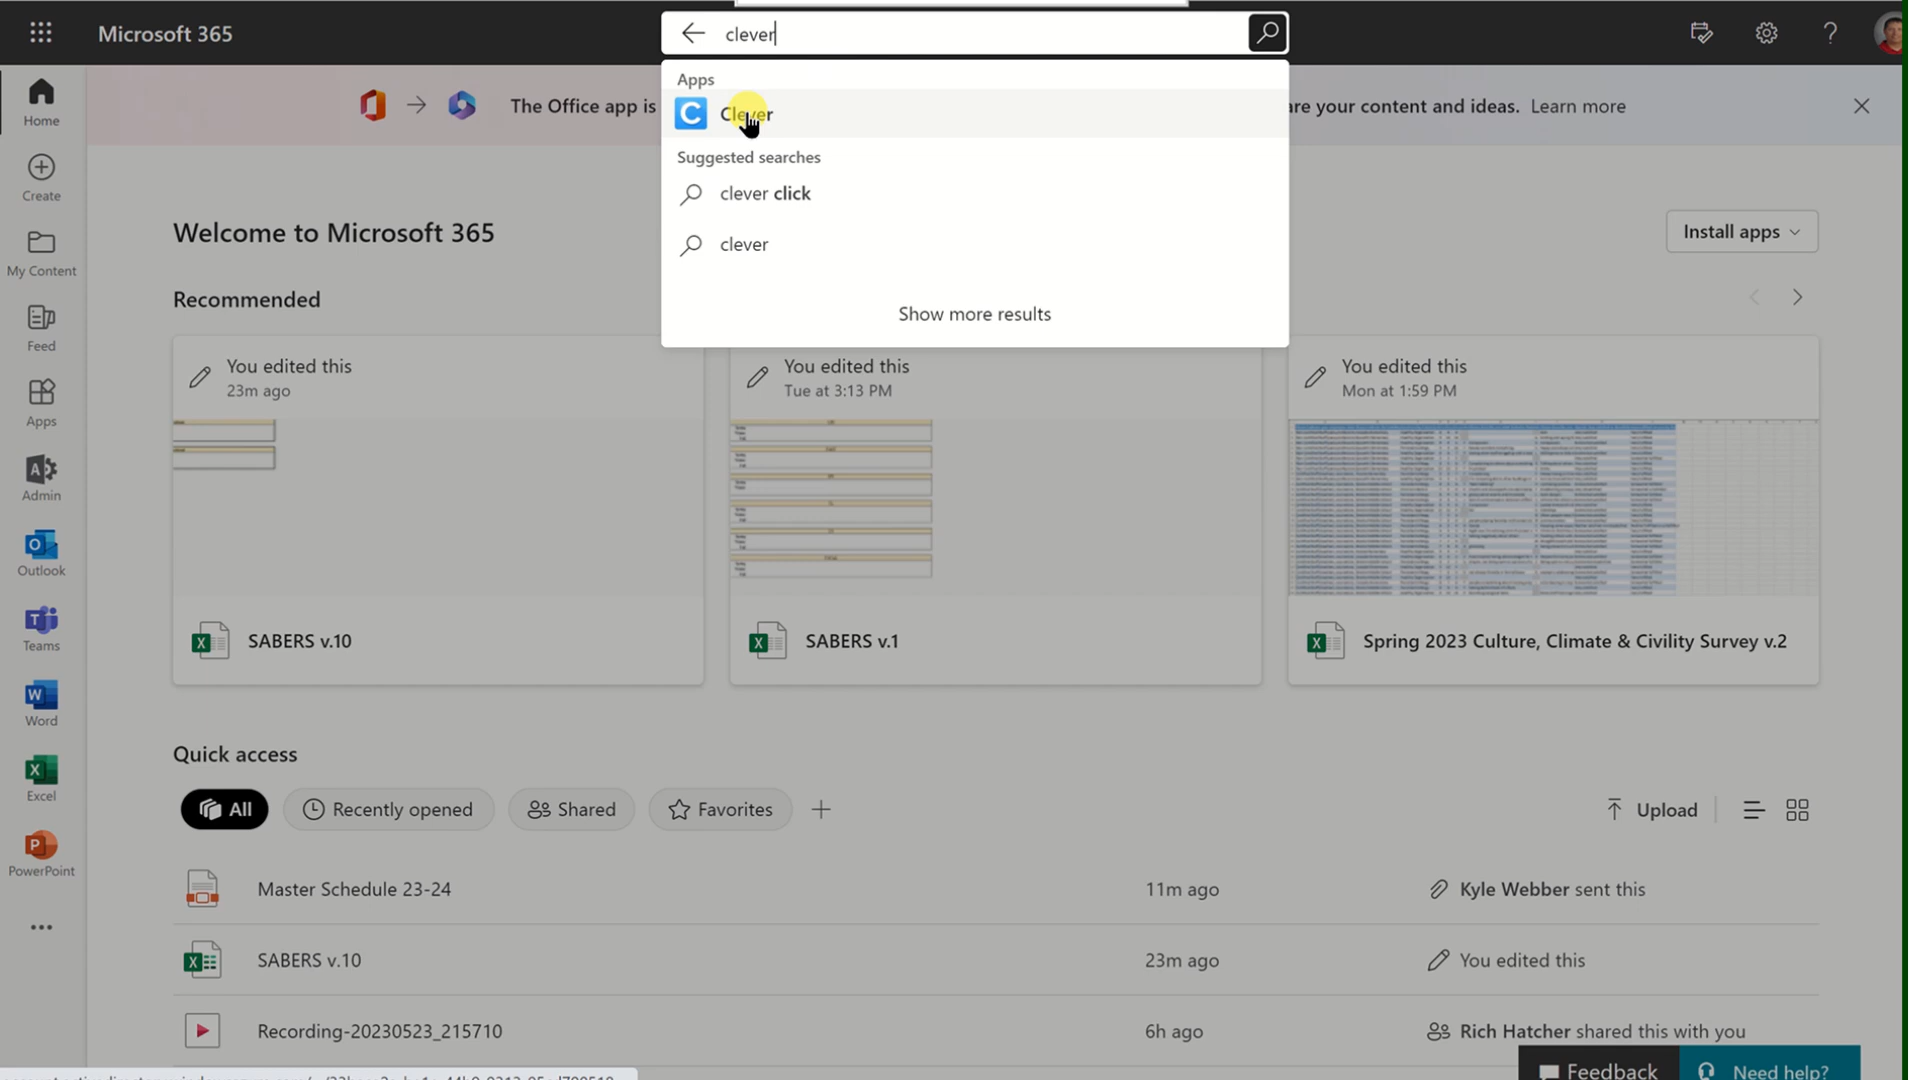 Microsoft 365
clever
Apps
Clever
Suggested searches
clever click
clever
Show more results
The Office app is
are your content and ideas. Learn more
Home
Create
My Content
Feed
Apps
Admin
Outlook
Teams
Word
Excel
PowerPoint
Welcome to Microsoft 365
Install apps
Recommended
You edited this
23m ago
SABERS v.10
You edited this
Tue at 3:13 PM
SABERS v.1
You edited this
Mon at 1:59 PM
Spring 2023 Culture, Climate & Civility Survey v.2
Quick access
All
Recently opened
Shared
Favorites
Upload
Master Schedule 23-24
11m ago
Kyle Webber sent this
SABERS v.10
23m ago
You edited this
Recording-20230523_215710
6h ago
Rich Hatcher shared this with you
Feedback
Need help?